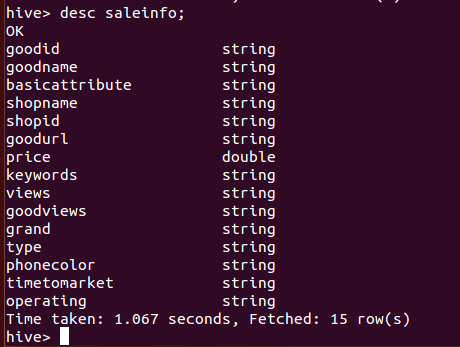 hive> desc saleinfo;
OK
goodid string
goodname string
basicattribute string
shopname string
shopid string
goodurl string
price double
keywords string
views string
goodviews string
grand string
type string
phonecolor string
timetomarket string
operating string
Time taken: 1.067 seconds, Fetched: 15 row(s)
hive>